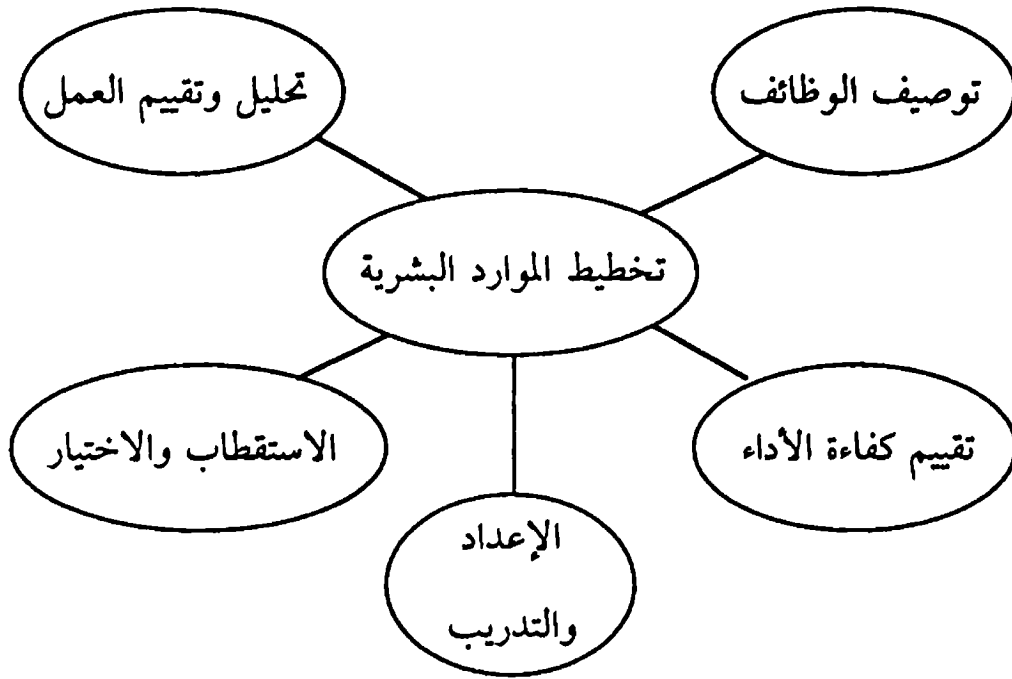 توصيف الوظائف
تحليل وتقييم العمل
تخطيط الموارد البشرية
تقييم كفاءة الأداء
الاستقطاب والاختيار
الإعداد
والتدريب